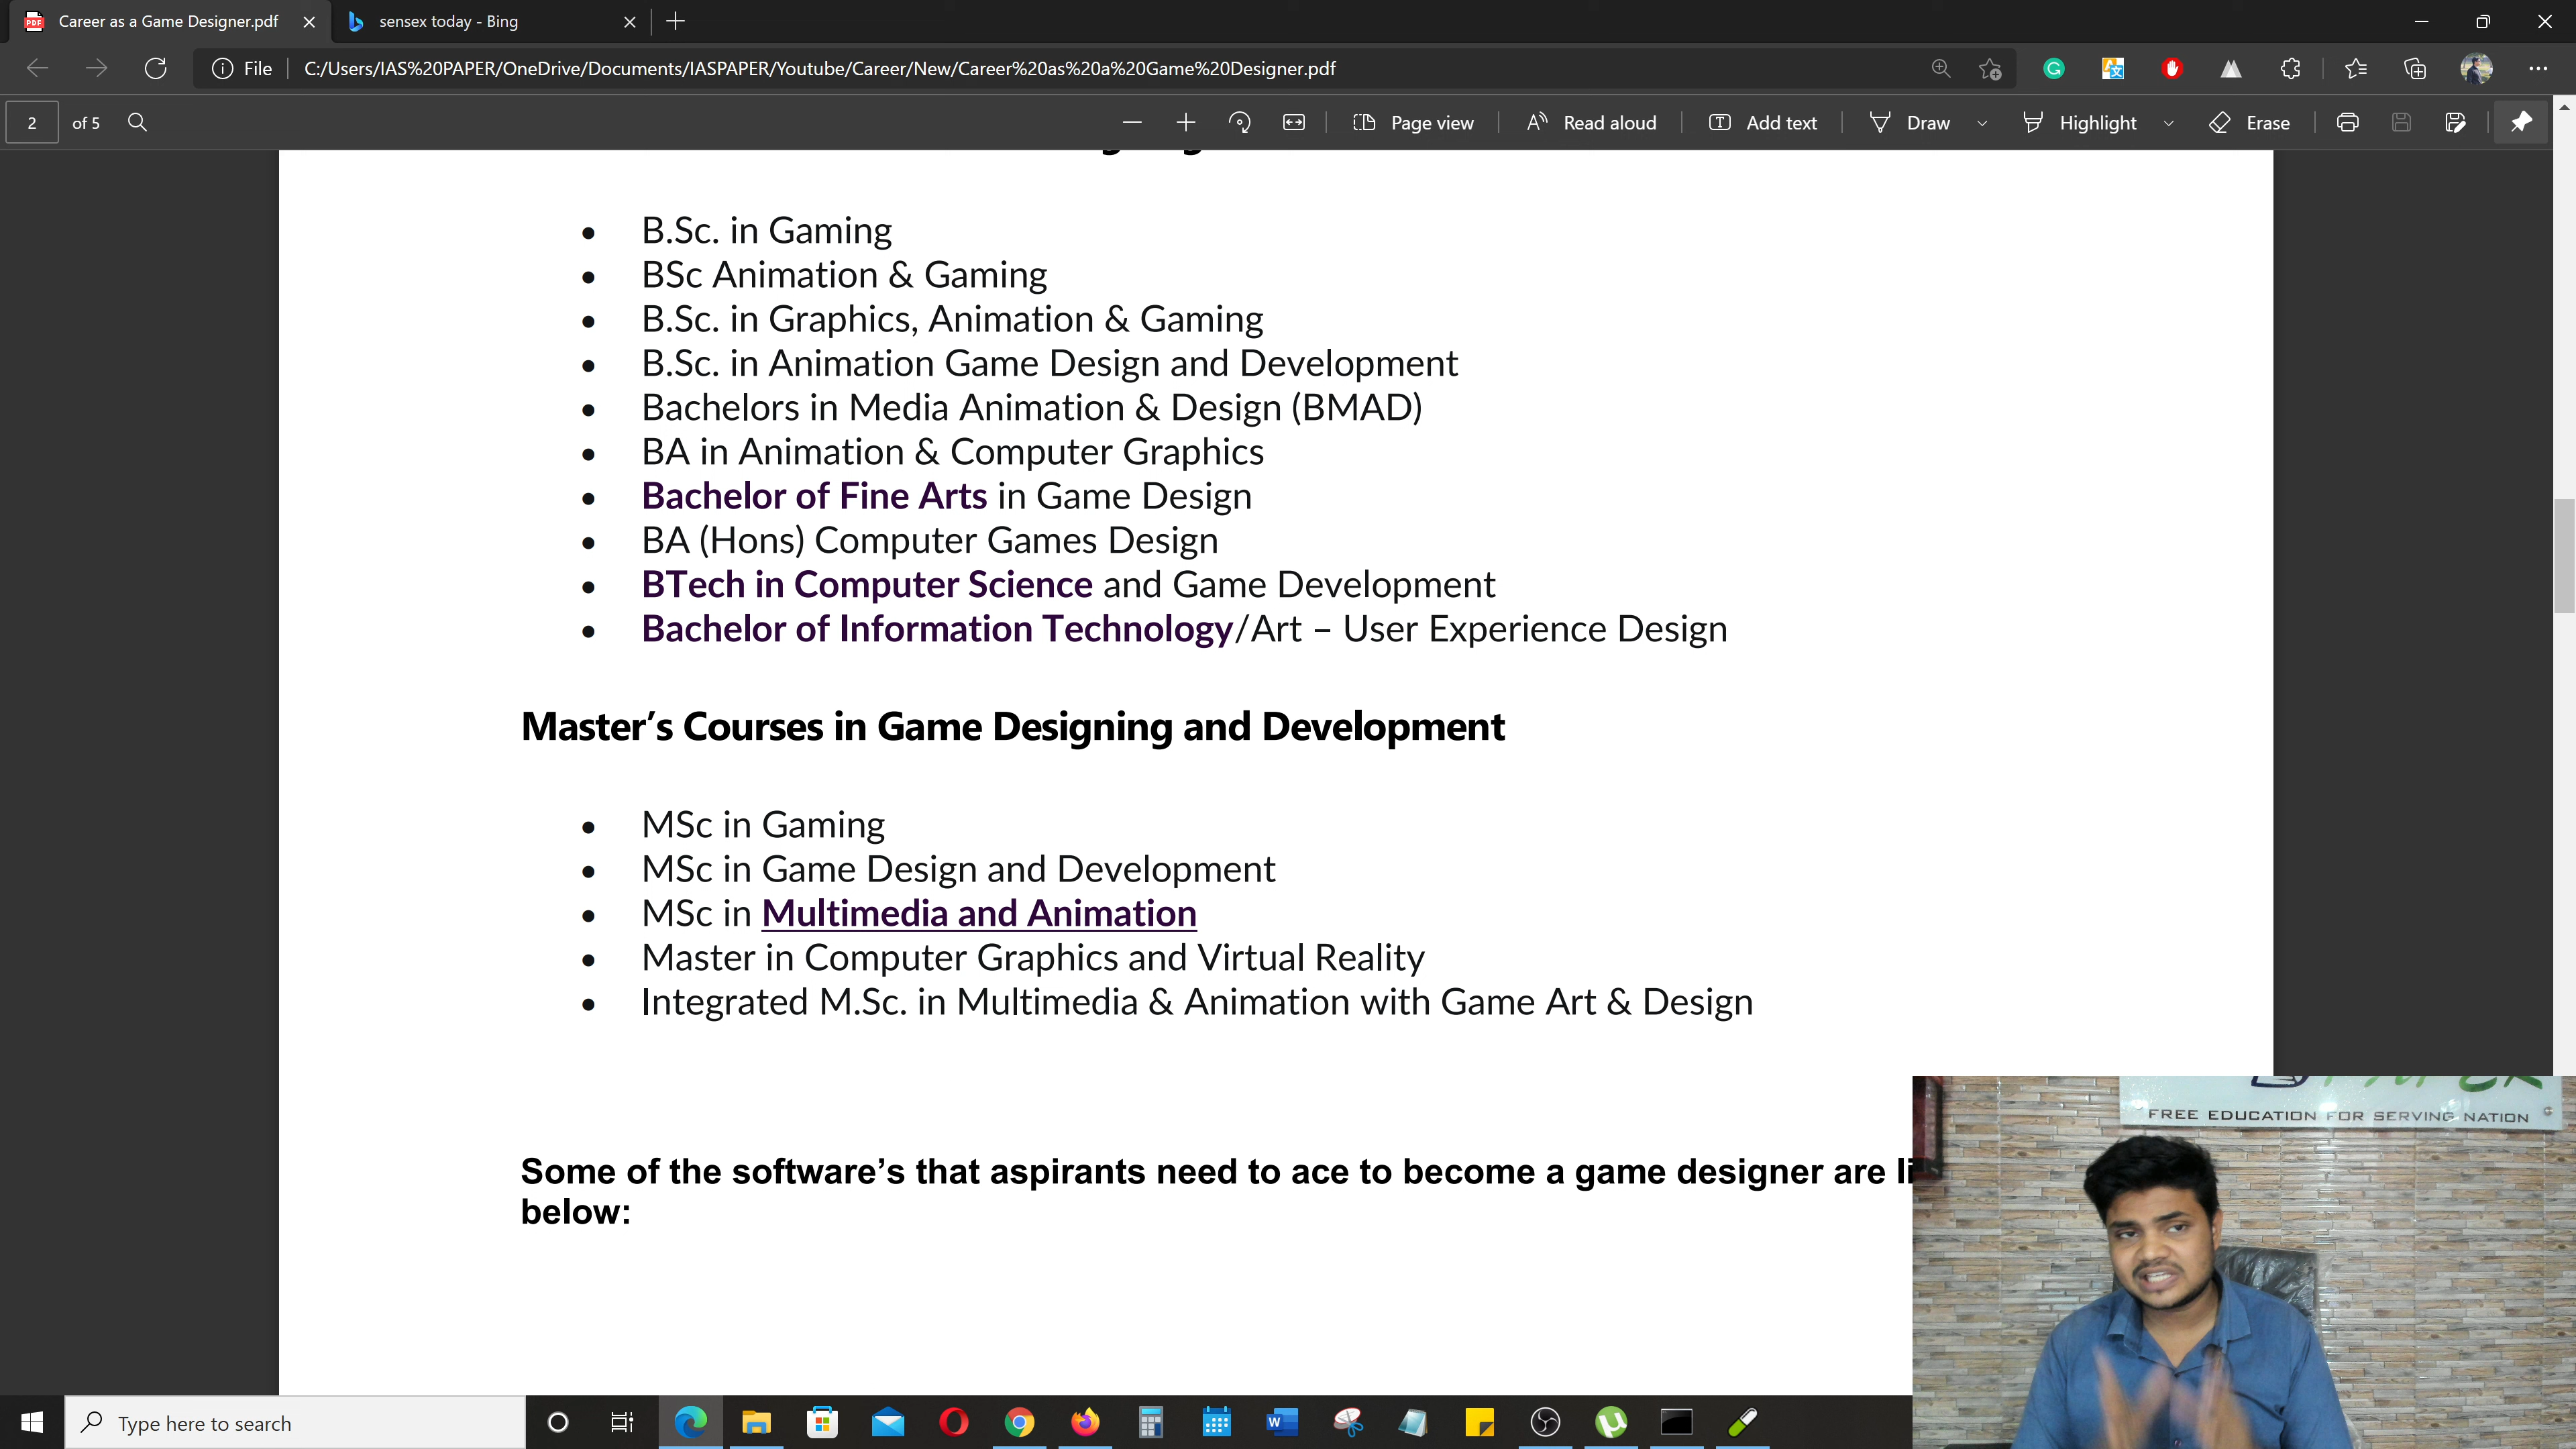 Career as a Game Designer.pdf
sensex today - Bing
File
C:/Users/IAS%20PAPER/OneDrive/Documents/IASPAPER/Youtube/Career/New/Career%20as%20a%20Game%20Designer.pdf
2 of 5
Page view
Read aloud
Add text
Draw
Highlight
Erase
• B.Sc. in Gaming
• BSc Animation & Gaming
• B.Sc. in Graphics, Animation & Gaming
• B.Sc. in Animation Game Design and Development
• Bachelors in Media Animation & Design (BMAD)
• BA in Animation & Computer Graphics
• Bachelor of Fine Arts in Game Design
• BA (Hons) Computer Games Design
• BTech in Computer Science and Game Development
• Bachelor of Information Technology/Art – User Experience Design
Master’s Courses in Game Designing and Development
• MSc in Gaming
• MSc in Game Design and Development
• MSc in Multimedia and Animation
• Master in Computer Graphics and Virtual Reality
• Integrated M.Sc. in Multimedia & Animation with Game Art & Design
Some of the software’s that aspirants need to ace to become a game designer are li
below:
FREE EDUCATION FOR SERVING NATION
Type here to search